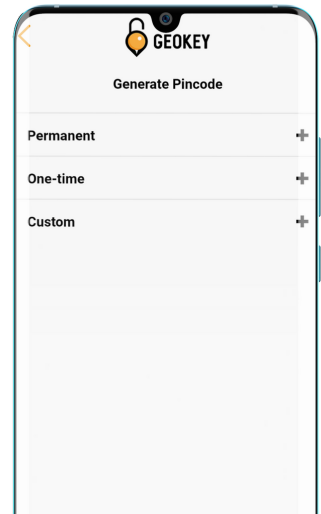 GEOKEY
Generate Pincode
Permanent
One-time
Custom